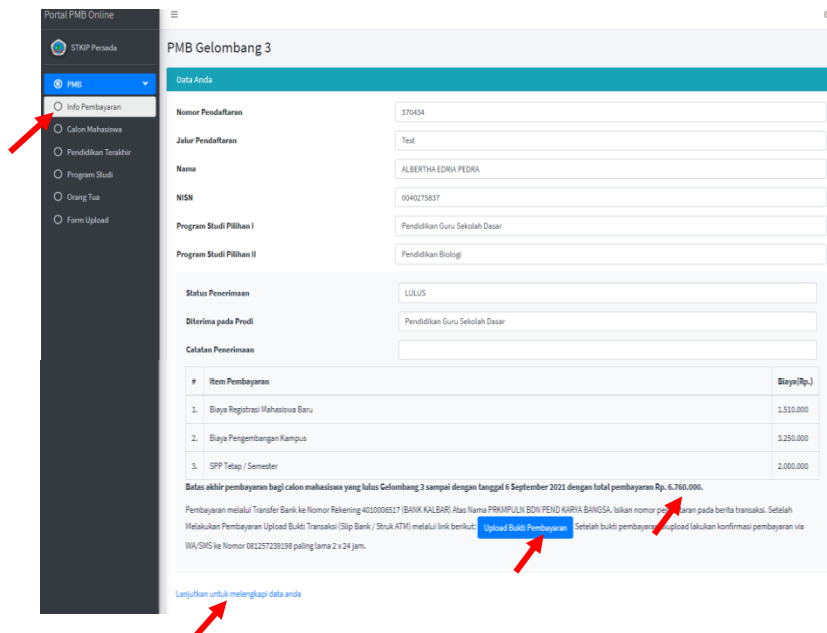 Portal PMB Online
STKIP Persada
PMB
Info Pembayaran
Calon Mahasiswa
Pendidikan Terakhir
Program Studi
Orang Tua
Form Upload
PMB Gelombang 3
Data Anda
Nomor Pendaftaran 370434
Jalur Pendaftaran Test
Nama ALBERTHA EDRIA PEDRA
NISN 0040275837
Program Studi Pilihan I Pendidikan Guru Sekolah Dasar
Program Studi Pilihan II Pendidikan Biologi
Status Penerimaan LULUS
Diterima pada Prodi Pendidikan Guru Sekolah Dasar
Catatan Penerimaan
# Item Pembayaran Biaya(Rp.)
1. Biaya Registrasi Mahasiswa Baru 1.510.000
2. Biaya Pengembangan Kampus 3.250.000
3. SPP Tetap / Semester 2.000.000
Batas akhir pembayaran bagi calon mahasiswa yang lulus Gelombang 3 sampai dengan tanggal 6 September 2021 dengan total pembayaran Rp. 6.760.000.
Pembayaran melalui Transfer Bank ke Nomor Rekening 4010006517 (BANK KALBAR) Atas Nama PRKMPULN BDN PEND KARYA BANGSA. Isikan nomor pada berita transaksi. Setelah
Melakukan Pembayaran Upload Bukti Transaksi (Slip Bank / Struk ATM) melalui link berikut: Upload Bukti Pembayaran Setelah bukti pembayaran lakukan konfirmasi pembayaran via
WA/SMS ke Nomor 081257239198 paling lama 2 x 24 jam.
Lanjutkan untuk melengkapi data anda